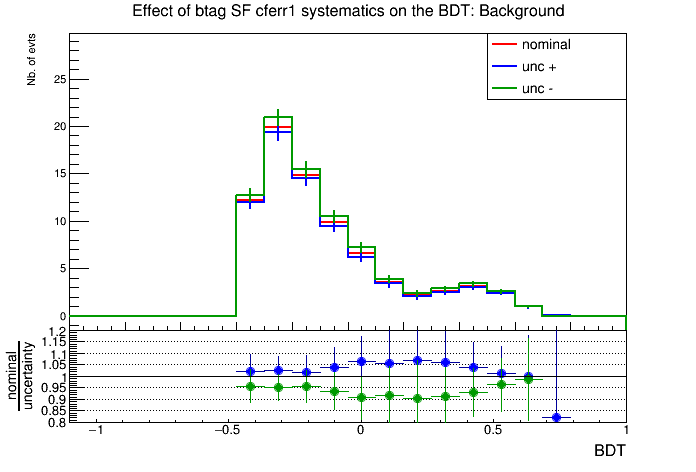 Effect of btag SF cferr1 systematics on the BDT: Background
Nb. of evts
nominal
unc +
unc -
25
20
15
10
5
0
1.2
1.15
1.1
1.05
1
0.95
0.9
0.85
0.8
nominal
uncertainty
−1
−0.5
0
0.5
1
BDT